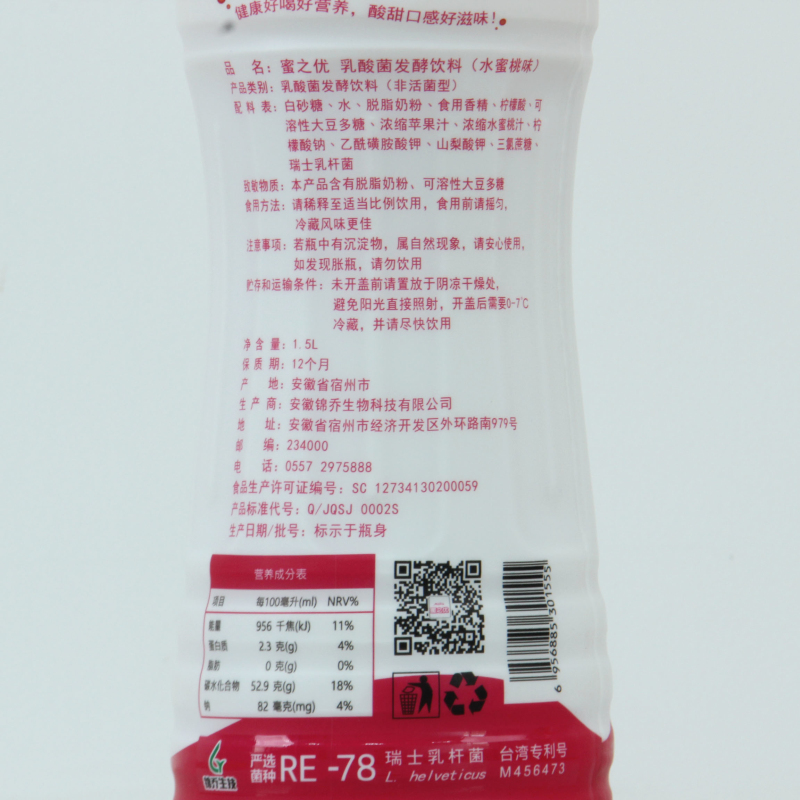 健康好喝好营养，酸甜口感好滋味！
品 名：蜜之优 乳酸菌发酵饮料（水蜜桃味）
产品类别：乳酸菌发酵饮料（非活菌型）
配 料 表：白砂糖、水、脱脂奶粉、食用香精、柠檬酸、可
溶性大豆多糖、浓缩苹果汁、浓缩水蜜桃汁、柠
檬酸钠、乙酰磺胺酸钾、山梨酸钾、三氯蔗糖、
瑞士乳杆菌
致敏物质：本产品含有脱脂奶粉、可溶性大豆多糖
食用方法：请稀释至适当比例饮用，食用前请摇匀，
冷藏风味更佳
注意事项：若瓶中有沉淀物，属自然现象，请安心使用，
如发现胀瓶，请勿饮用
贮存和运输条件：未开盖前请置放于阴凉干燥处，
避免阳光直接照射，开盖后需要0-7℃
冷藏，并请尽快饮用
净 含 量：1.5L
保 质 期：12个月
产 地：安徽省宿州市
生 产 商：安徽锦乔生物科技有限公司
地 址：安徽省宿州市经济开发区外环路南979号
邮 编：234000
电 话：0557 2975888
食品生产许可证编号：SC 12734130200059
产品标准代号：Q/JQSJ 0002S
生产日期/批号：标示于瓶身
营养成分表
项目 每100毫升(ml) NRV%
能量 956 千焦(kJ) 11%
蛋白质 2.3 克(g) 4%
脂肪 0 克(g) 0%
碳水化合物 52.9 克(g) 18%
钠 82 毫克(mg) 4%
6 956885 301555
锦乔生技
严选菌种 RE -78 瑞士乳杆菌 L. helveticus
台湾专利号
M456473